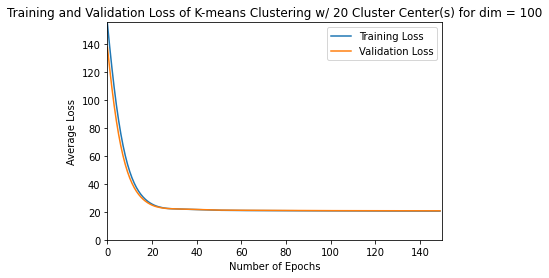 Training and Validation Loss of K-means Clustering w/ 20 Cluster Center(s) for dim = 100
Training Loss
Validation Loss
Average Loss
140
120
100
80
60
40
20
0
0 20 40 60 80 100 120 140
Number of Epochs